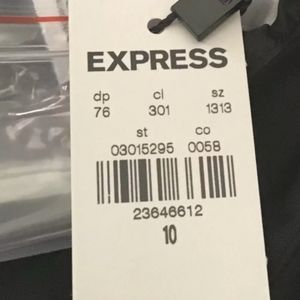 EXPRESS
dp cl sz
76 301 1313
st co
03015295 0058
23646612
10